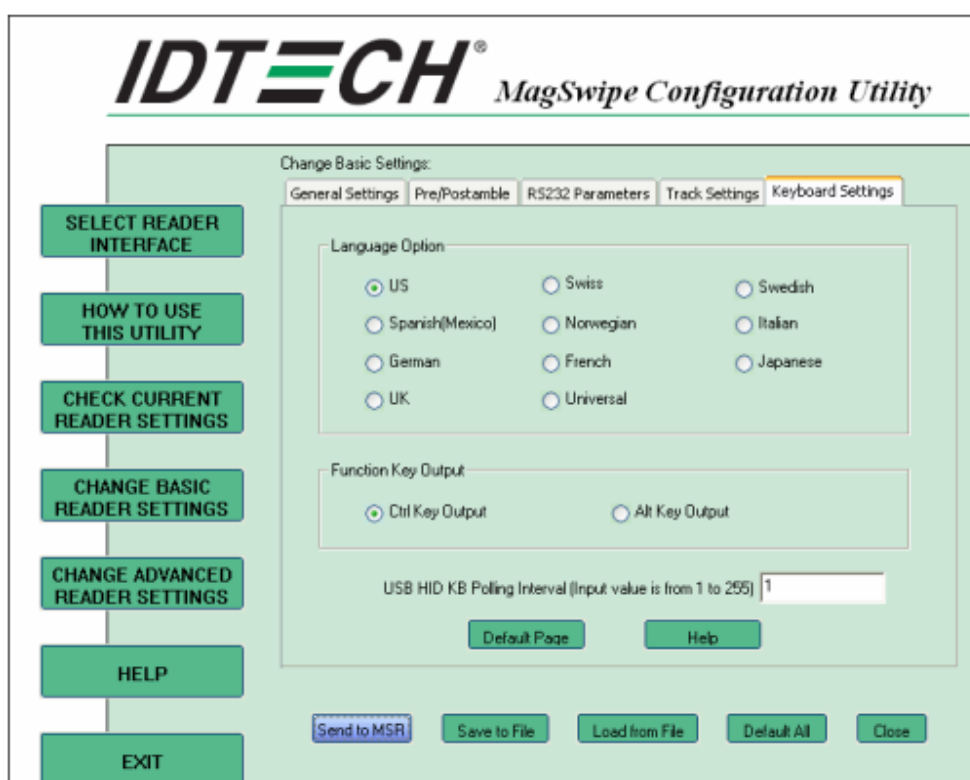 IDTECH®
MagSwipe Configuration Utility
SELECT READER
INTERFACE
HOW TO USE
THIS UTILITY
CHECK CURRENT
READER SETTINGS
CHANGE BASIC
READER SETTINGS
CHANGE ADVANCED
READER SETTINGS
HELP
EXIT
Change Basic Settings:
General Settings Pre/Postamble RS232 Parameters Track Settings Keyboard Settings
Language Option
US Swiss Swedish
Spanish(Mexico) Norwegian Italian
German French Japanese
UK Universal
Function Key Output
Ctrl Key Output Alt Key Output
USB HID KB Polling Interval (Input value is from 1 to 255) 1
Default Page Help
Send to MSR Save to File Load from File Default All Close